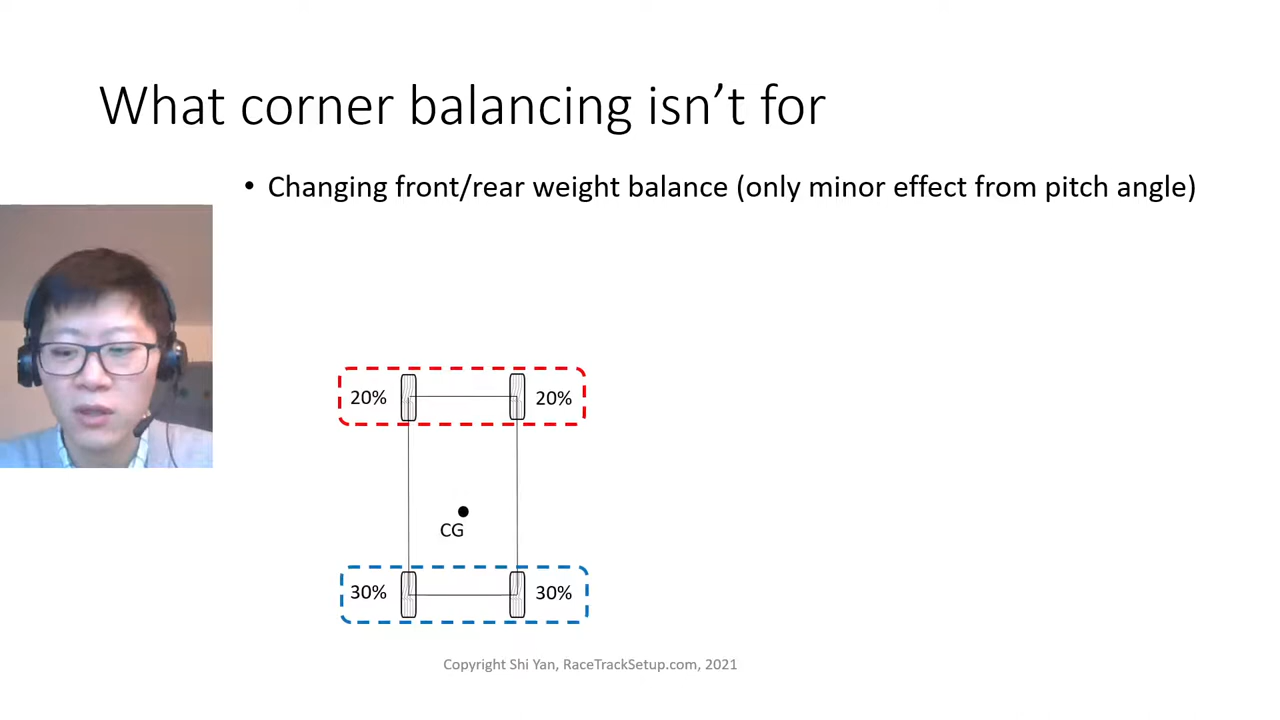 What corner balancing isn’t for
• Changing front/rear weight balance (only minor effect from pitch angle)
20% 20%
CG
30% 30%
Copyright Shi Yan, RaceTrackSetup.com, 2021